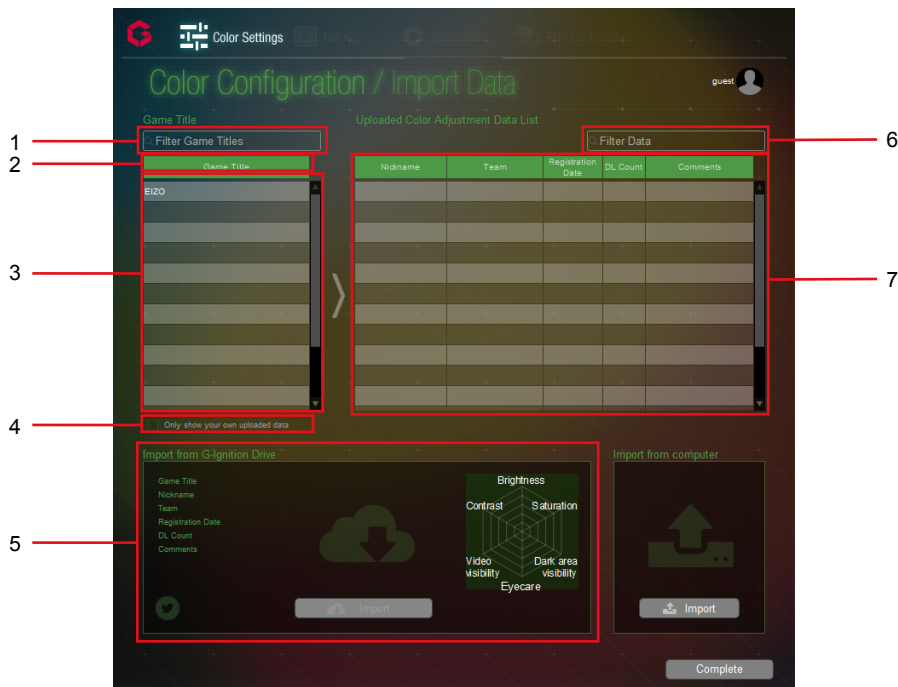 Color Settings
Color Configuration / Import Data
guest
Game Title
Uploaded Color Adjustment Data List
1
Filter Game Titles
Filter Data
6
2
Game Title
Nickname
Team
Registration
Date
DL Count
Comments
EIZO
3
7
4
Only show your own uploaded data
Import from G-Ignition Drive
Import from computer
Game Title
Nickname
Team
Registration Date
DL Count
Comments
5
Brightness
Contrast
Saturation
Video
visibility
Dark area
visibility
Eyecare
Import
Import
Complete